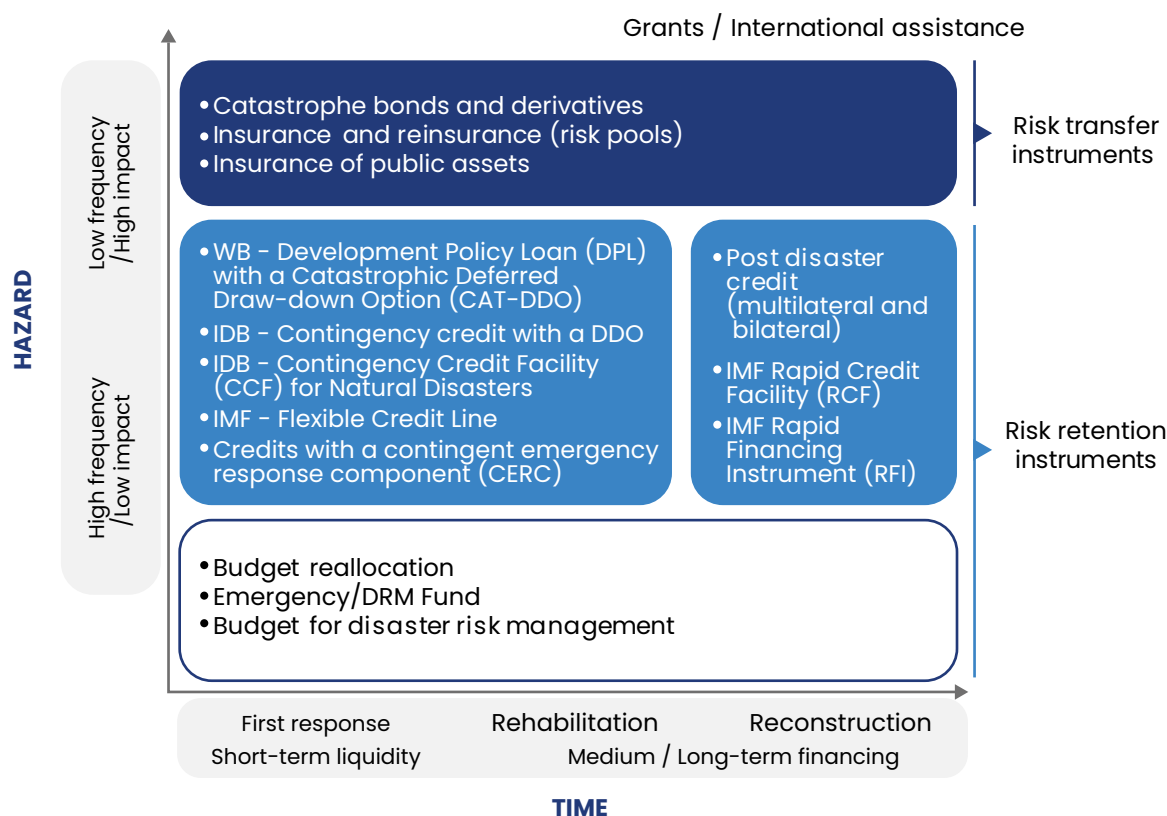 Grants / International assistance
Low frequency
/High impact
• Catastrophe bonds and derivatives
• Insurance and reinsurance (risk pools)
• Insurance of public assets
Risk transfer
instruments
HAZARD
• WB - Development Policy Loan (DPL)
with a Catastrophic Deferred
Draw-down Option (CAT-DDO)
• IDB - Contingency credit with a DDO
• IDB - Contingency Credit Facility
(CCF) for Natural Disasters
• IMF - Flexible Credit Line
• Credits with a contingent emergency
response component (CERC)
• Post disaster
credit
(multilateral and
bilateral)
• IMF Rapid Credit
Facility (RCF)
• IMF Rapid
Financing
Instrument (RFI)
Risk retention
instruments
High frequency
/Low impact
• Budget reallocation
• Emergency/DRM Fund
• Budget for disaster risk management
First response
Rehabilitation
Reconstruction
Short-term liquidity
Medium / Long-term financing
TIME